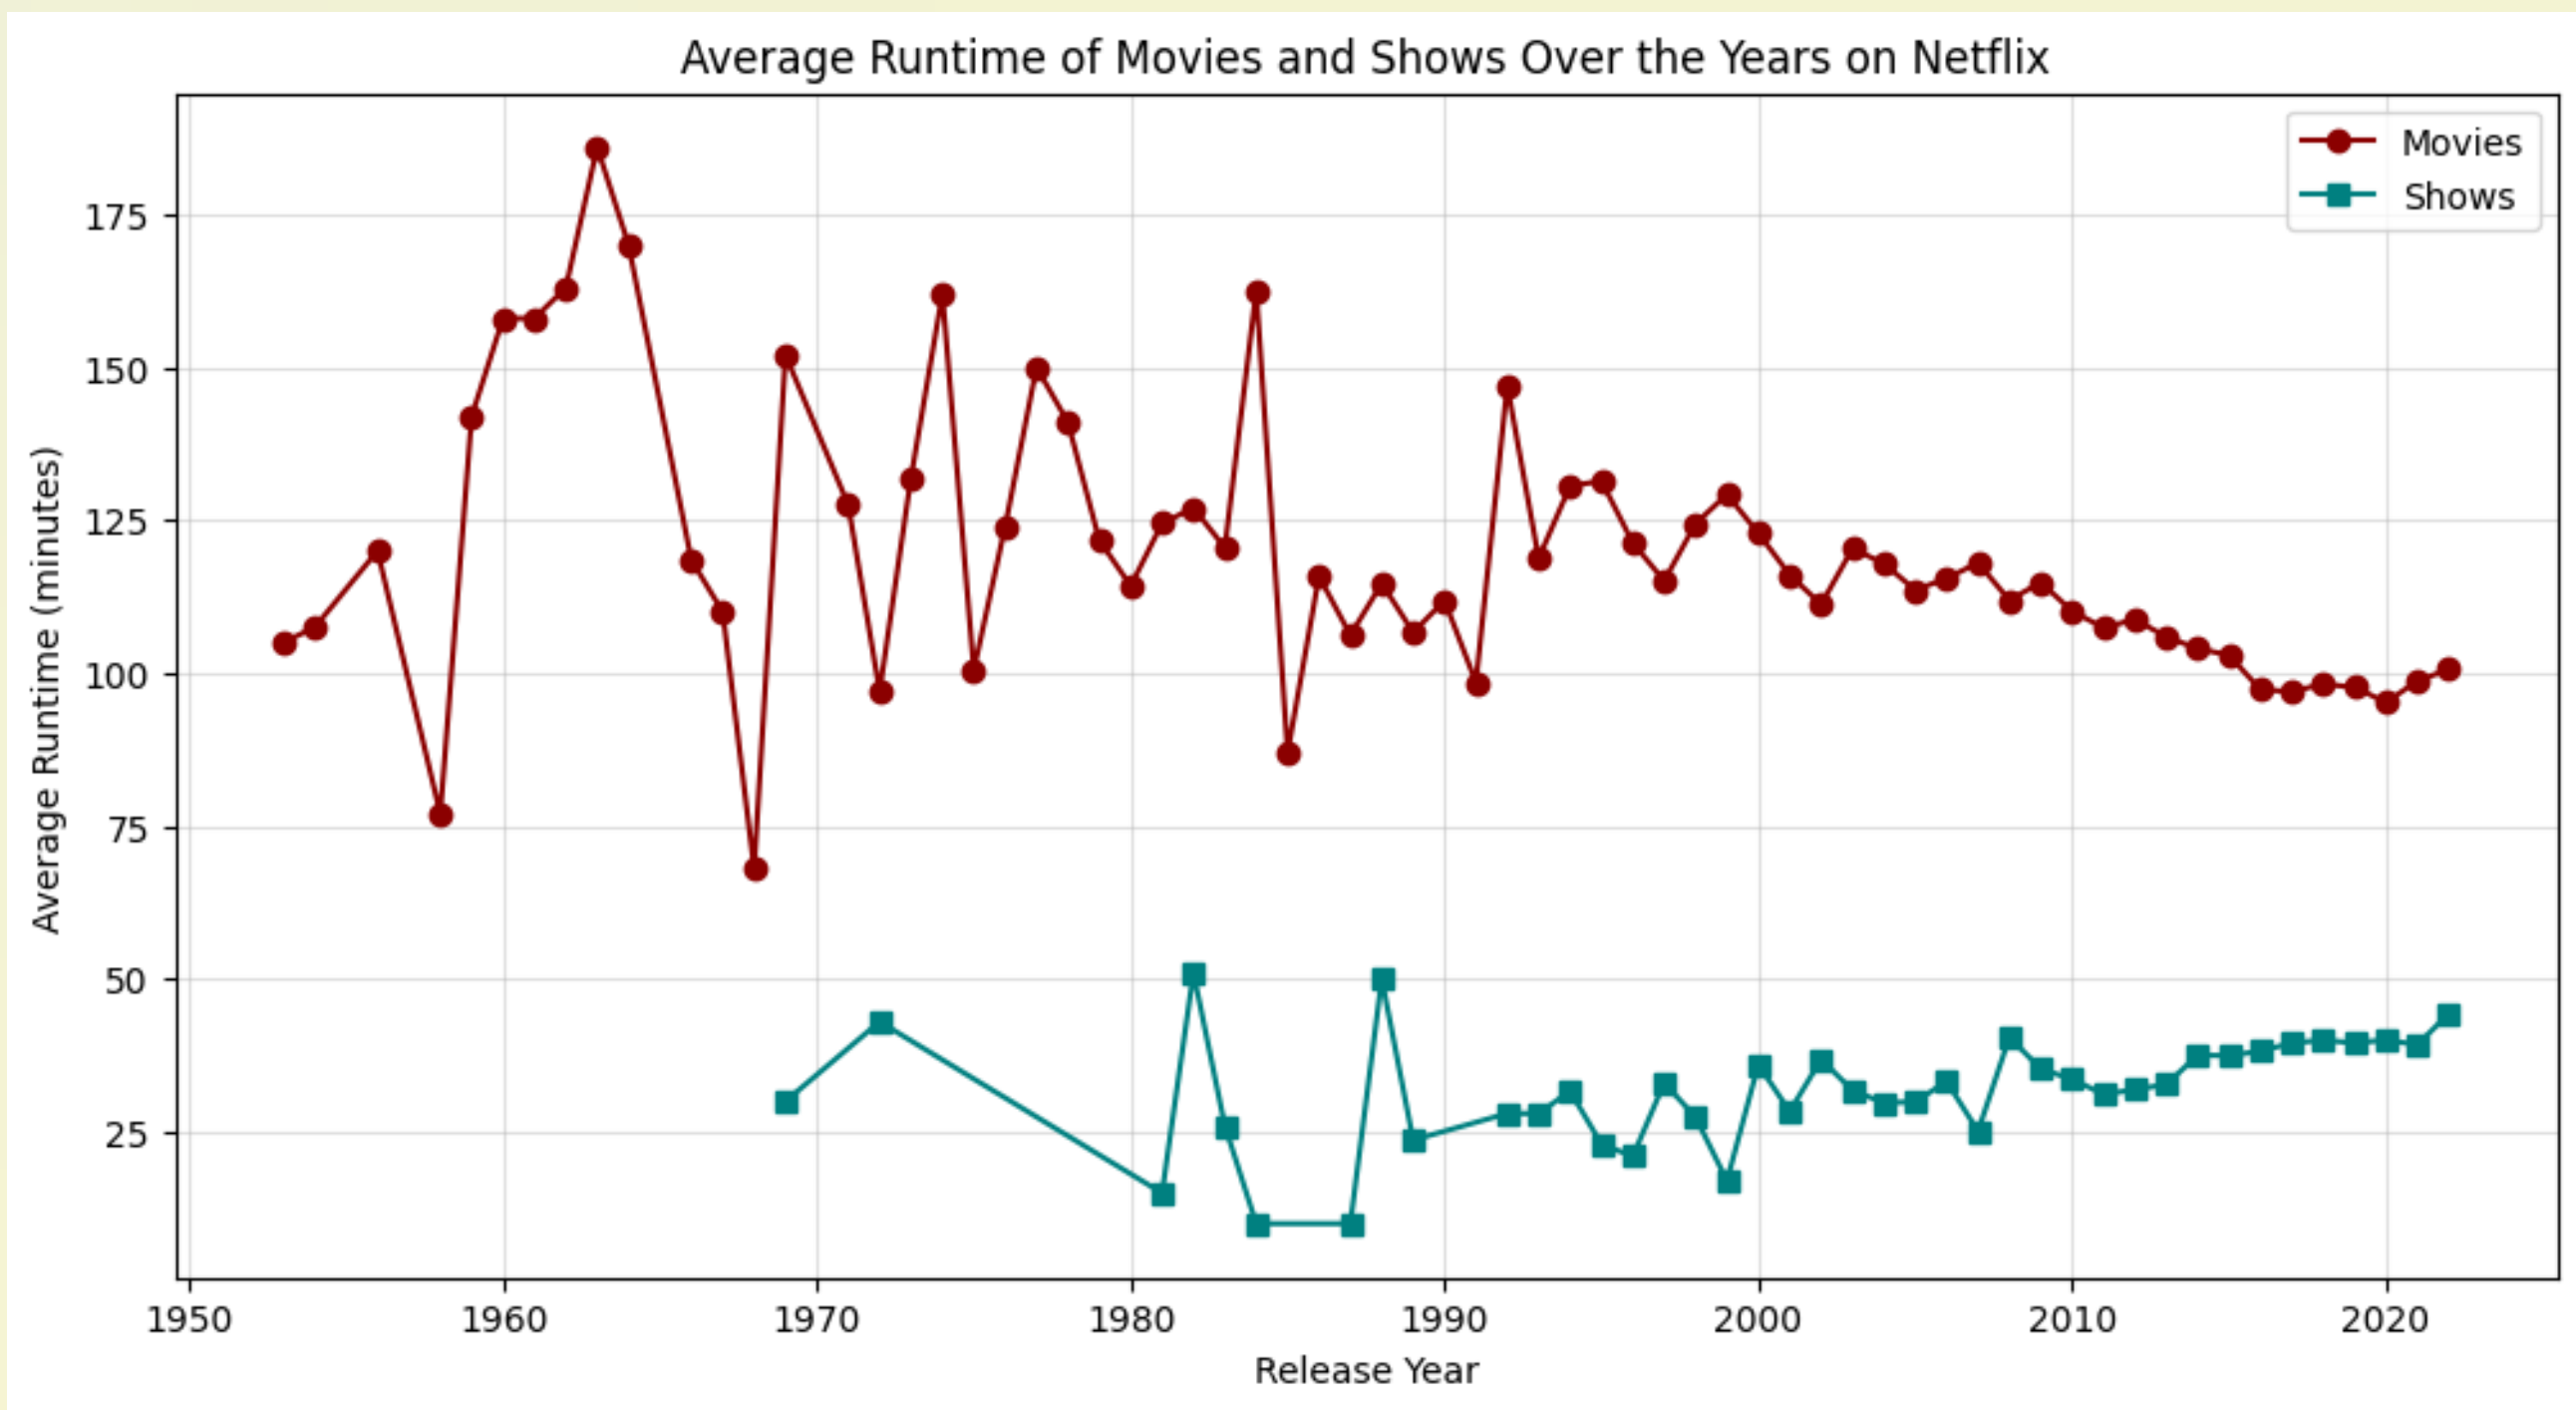 Average Runtime of Movies and Shows Over the Years on Netflix
Movies
Shows
Average Runtime (minutes)
175
150
125
100
75
50
25
1950 1960 1970 1980 1990 2000 2010 2020
Release Year